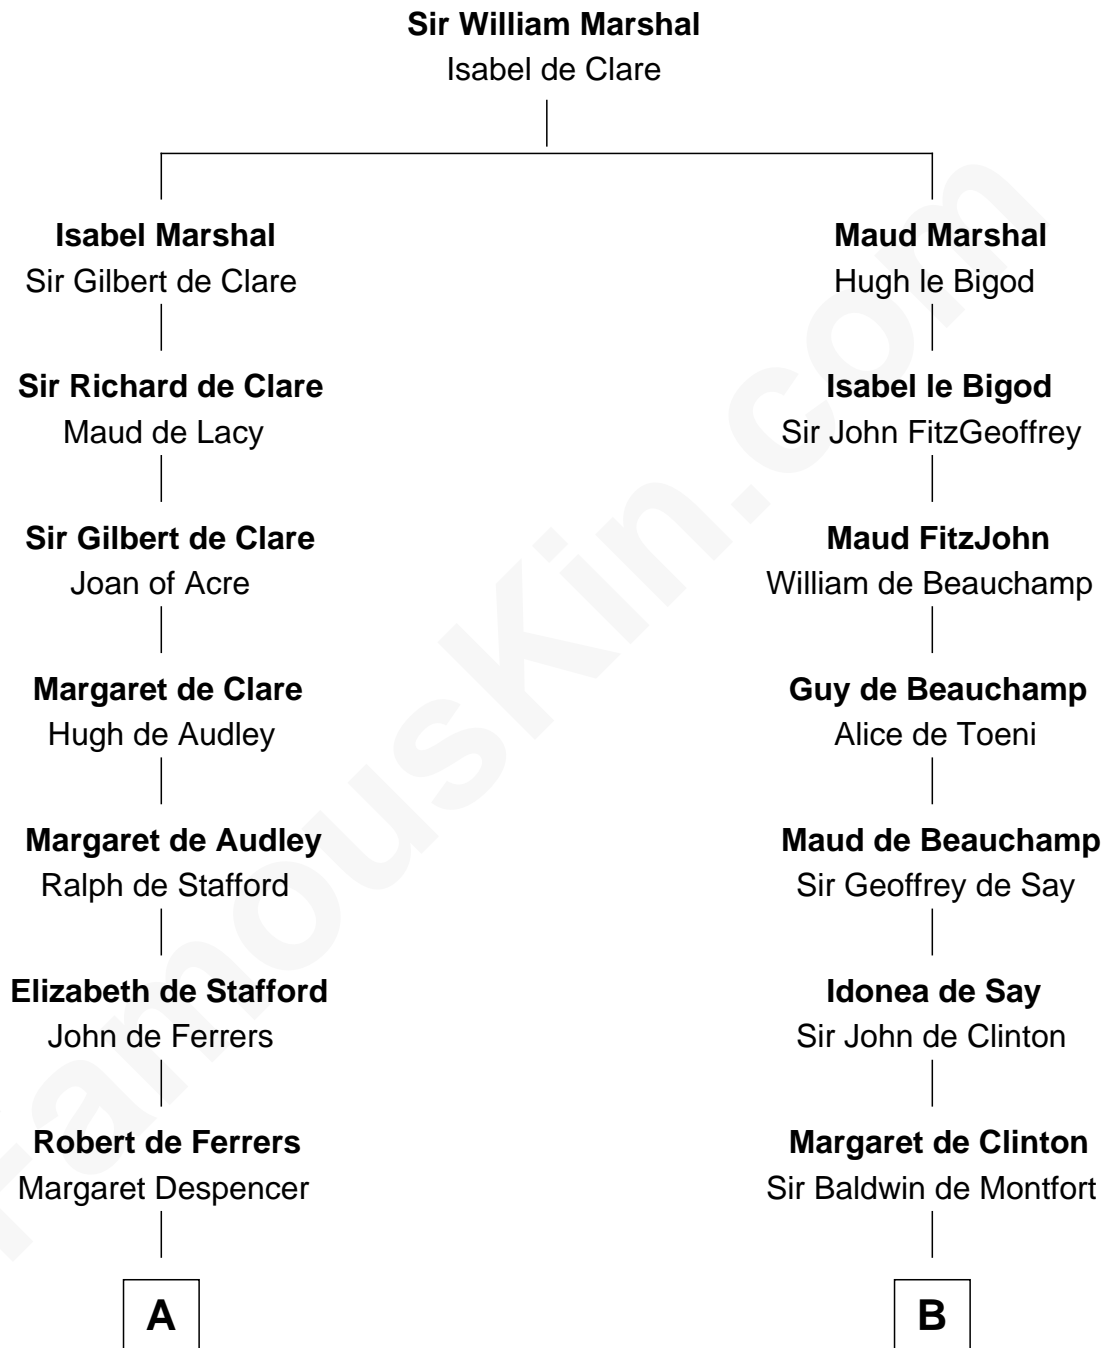 Sir William Marshal
Isabel de Clare
Isabel Marshal
Sir Gilbert de Clare
Maud Marshal
Hugh le Bigod
Sir Richard de Clare
Maud de Lacy
Isabel le Bigod
Sir John FitzGeoffrey
Sir Gilbert de Clare
Joan of Acre
Maud FitzJohn
William de Beauchamp
Margaret de Clare
Hugh de Audley
Guy de Beauchamp
Alice de Toeni
Margaret de Audley
Ralph de Stafford
Maud de Beauchamp
Sir Geoffrey de Say
Elizabeth de Stafford
John de Ferrers
Idonea de Say
Sir John de Clinton
Robert de Ferrers
Margaret Despencer
Margaret de Clinton
Sir Baldwin de Montfort
A
B
FamousKin.com